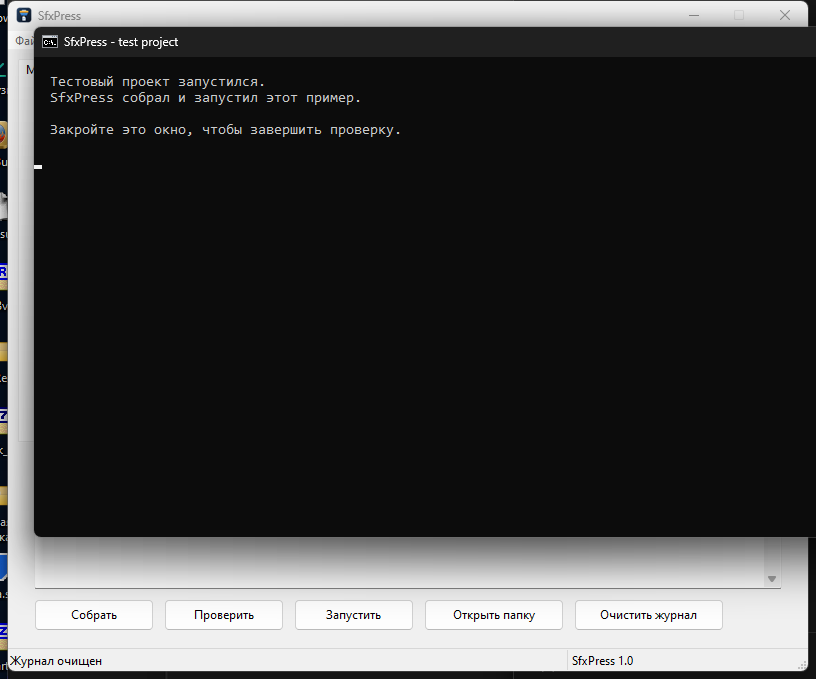 SfxPress
Фай
SfxPress - test project
Тестовый проект запустился.
SfxPress собрал и запустил этот пример.
Закройте это окно, чтобы завершить проверку.
Собрать
Проверить
Запустить
Открыть папку
Очистить журнал
Журнал очищен
SfxPress 1.0